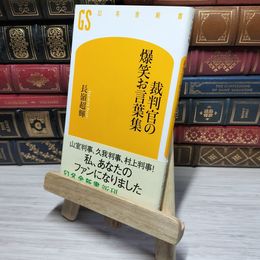 GS 幻冬舎新書
裁判官の
爆笑お言葉集
長嶺超輝
山室判事、久我判事、村上判事!
私、あなたの
ファンになりました
幻冬舎新書